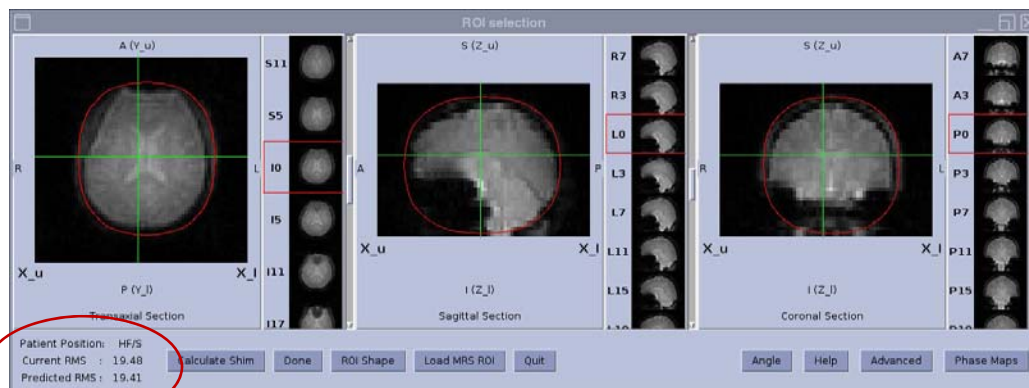 ROI selection
A (Y_u)
R
L
X_u
X_l
P (Y_l)
Transaxial Section
S11
S5
I0
I5
I11
I17
S (Z_u)
A
P
X_u
X_l
I (Z_l)
Sagittal Section
R7
R3
L0
L3
L7
L11
L15
L19
S (Z_u)
R
L
X_u
X_l
I (Z_l)
Coronal Section
A7
A3
P0
P3
P7
P11
P15
P19
Patient Position: HF/S
Current RMS : 19.48
Predicted RMS : 19.41
Calculate Shim
Done
ROI Shape
Load MRS ROI
Quit
Angle
Help
Advanced
Phase Maps